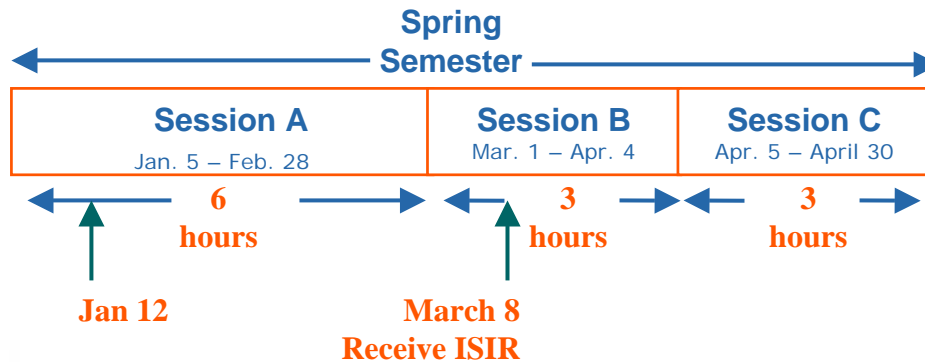 Spring
Semester
Session A
Jan. 5 – Feb. 28
Session B
Mar. 1 – Apr. 4
Session C
Apr. 5 – April 30
6
hours
3
hours
3
hours
Jan 12
March 8
Receive ISIR